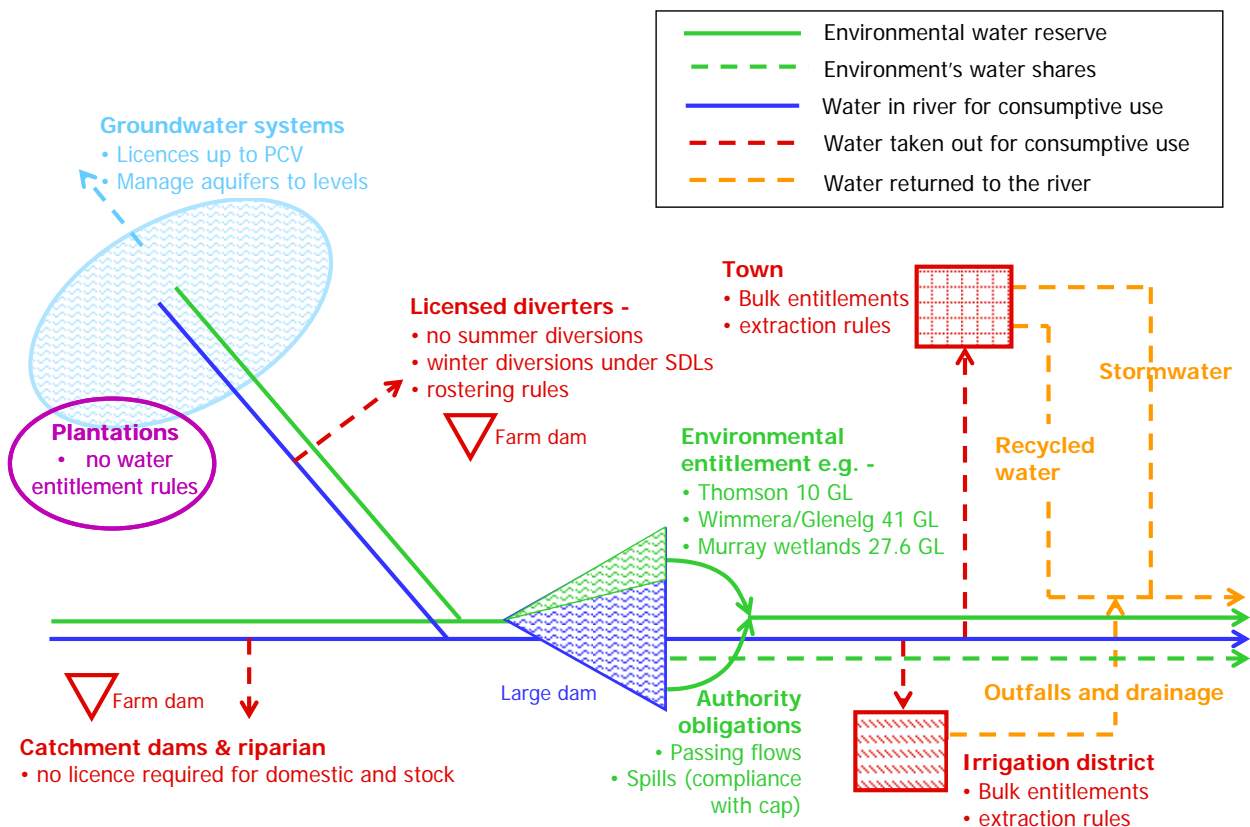 Environmental water reserve
Environment's water shares
Water in river for consumptive use
Water taken out for consumptive use
Water returned to the river
Groundwater systems
• Licences up to PCV
• Manage aquifers to levels
Plantations
• no water
entitlement rules
Licensed diverters -
• no summer diversions
• winter diversions under SDLs
• rostering rules
Farm dam
Town
• Bulk entitlements
• extraction rules
Stormwater
Recycled
water
Environmental
entitlement e.g. -
• Thomson 10 GL
• Wimmera/Glenelg 41 GL
• Murray wetlands 27.6 GL
Farm dam
Catchment dams & riparian
• no licence required for domestic and stock
Large dam
Authority
obligations
• Passing flows
• Spills (compliance
with cap)
Outfalls and drainage
Irrigation district
• Bulk entitlements
• extraction rules